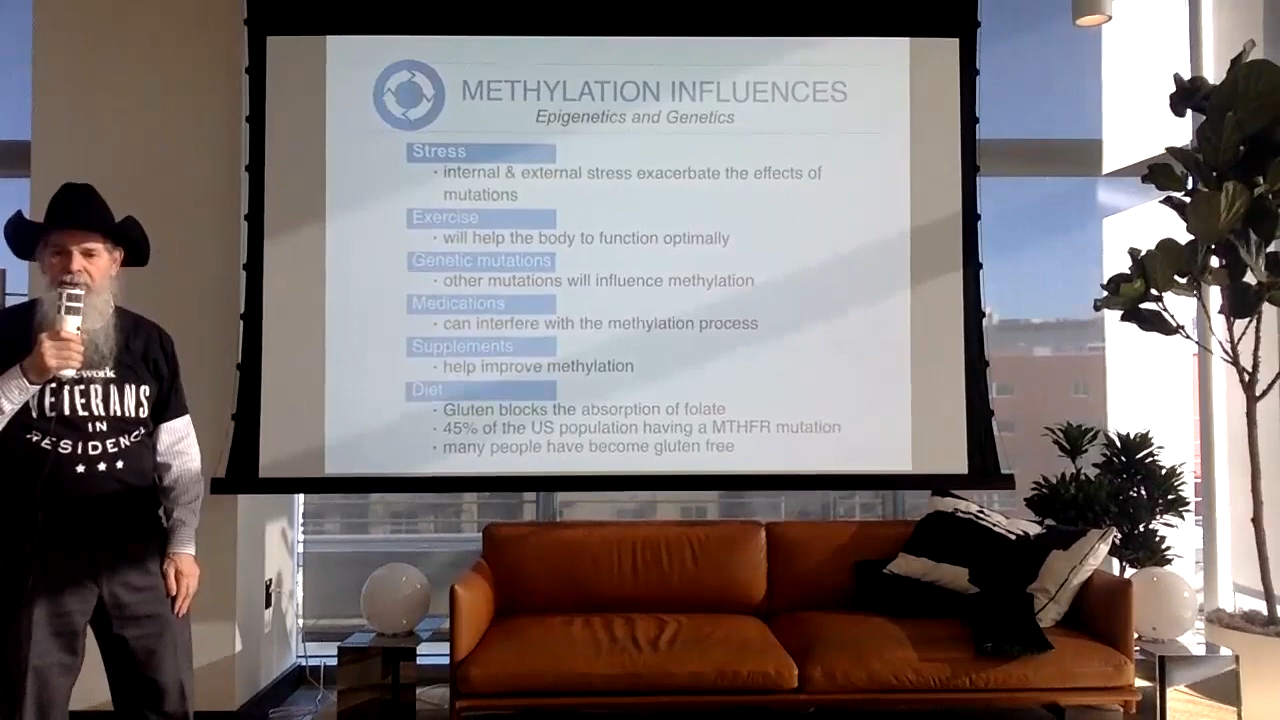 METHYLATION INFLUENCES
Epigenetics and Genetics
Stress
· internal & external stress exacerbate the effects of
mutations
Exercise
· will help the body to function optimally
Genetic mutations
· other mutations will influence methylation
Medications
· can interfere with the methylation process
Supplements
· help improve methylation
Diet
· Gluten blocks the absorption of folate
· 45% of the US population having a MTHFR mutation
· many people have become gluten free
VETERANS
IN
RESIDENCE